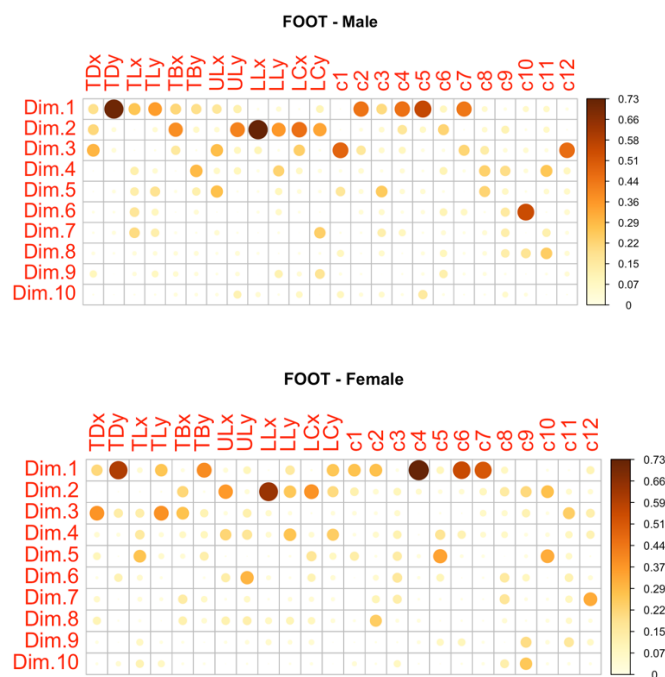 FOOT - Male
TDx TDy TLx TLy TBx TBy ULx ULy LLx LLy LCx LCy c1 c2 c3 c4 c5 c6 c7 c8 c9 c10 c11 c12
Dim.1
Dim.2
Dim.3
Dim.4
Dim.5
Dim.6
Dim.7
Dim.8
Dim.9
Dim.10
0.73
0.66
0.58
0.51
0.44
0.36
0.29
0.22
0.15
0.07
0
FOOT - Female
TDx TDy TLx TLy TBx TBy ULx ULy LLx LLy LCx LCy c1 c2 c3 c4 c5 c6 c7 c8 c9 c10 c11 c12
Dim.1
Dim.2
Dim.3
Dim.4
Dim.5
Dim.6
Dim.7
Dim.8
Dim.9
Dim.10
0.73
0.66
0.59
0.51
0.44
0.37
0.29
0.22
0.15
0.07
0